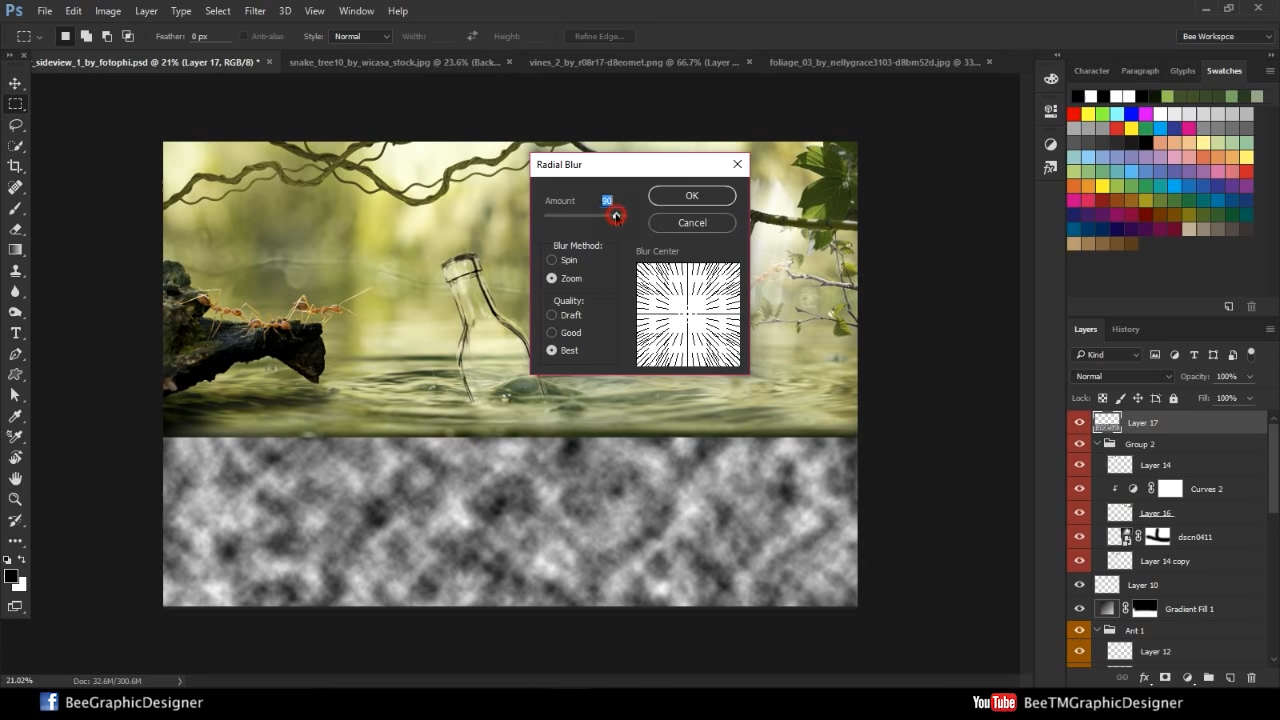 Ps File Edit Image Layer Type Select Filter 3D View Window Help
Feather: 0 px Anti-alias Style: Normal Width: Height: Refine Edge... Bee Workspce
_sideview_1_by_fotophi.psd @ 21% (Layer 17, RGB/8) * × snake_tree10_by_wicasa_stock.jpg @ 23.6% (Back... × vines_2_by_r08r17-d8eomet.png @ 66.7% (Layer ... × foliage_03_by_nellygrace3103-d8bm52d.jpg @ 33... ×
Character Paragraph Glyphs Swatches
Radial Blur
Amount 90
OK
Cancel
Blur Method:
Spin
Zoom
Quality:
Draft
Good
Best
Blur Center
Layers History
Kind
Normal Opacity: 100%
Lock: Fill: 100%
Layer 17
Group 2
Layer 14
Curves 2
Layer 16
dscn0411
Layer 14 copy
Layer 10
Gradient Fill 1
Ant 1
Layer 12
fx
21.02% Doc: 32.6M/300.6M
f BeeGraphicDesigner
YouTube BeeTMGraphicDesigner